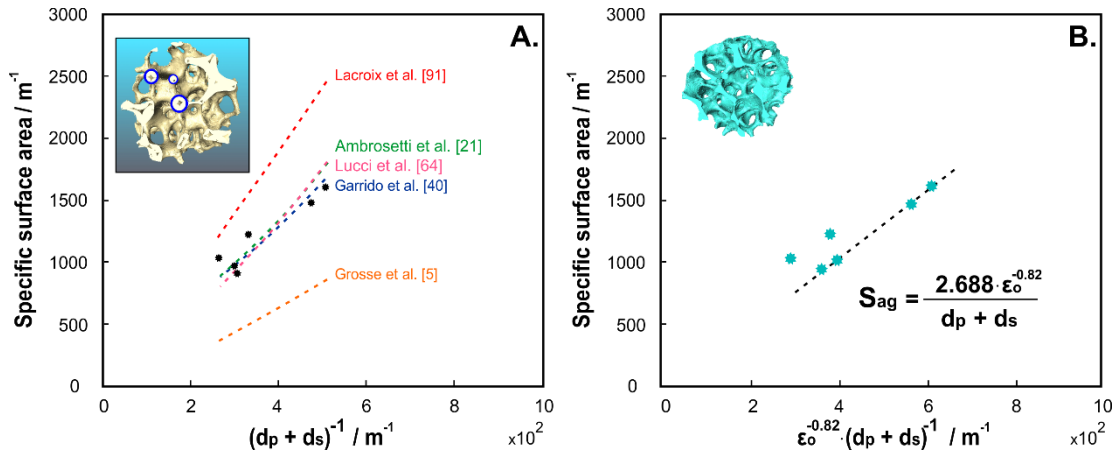 A.
Specific surface area / m⁻¹
3000
2500
2000
1500
1000
500
0
Lacroix et al. [91]
Ambrosetti et al. [21]
Lucci et al. [64]
Garrido et al. [40]
Grosse et al. [5]
0 2 4 6 8 10
×10²
(dp + ds)⁻¹ / m⁻¹
B.
Specific surface area / m⁻¹
3000
2500
2000
1500
1000
500
0
Sag = 2.688·εo^-0.82 / dp + ds
0 2 4 6 8 10
×10²
εo^-0.82·(dp + ds)⁻¹ / m⁻¹